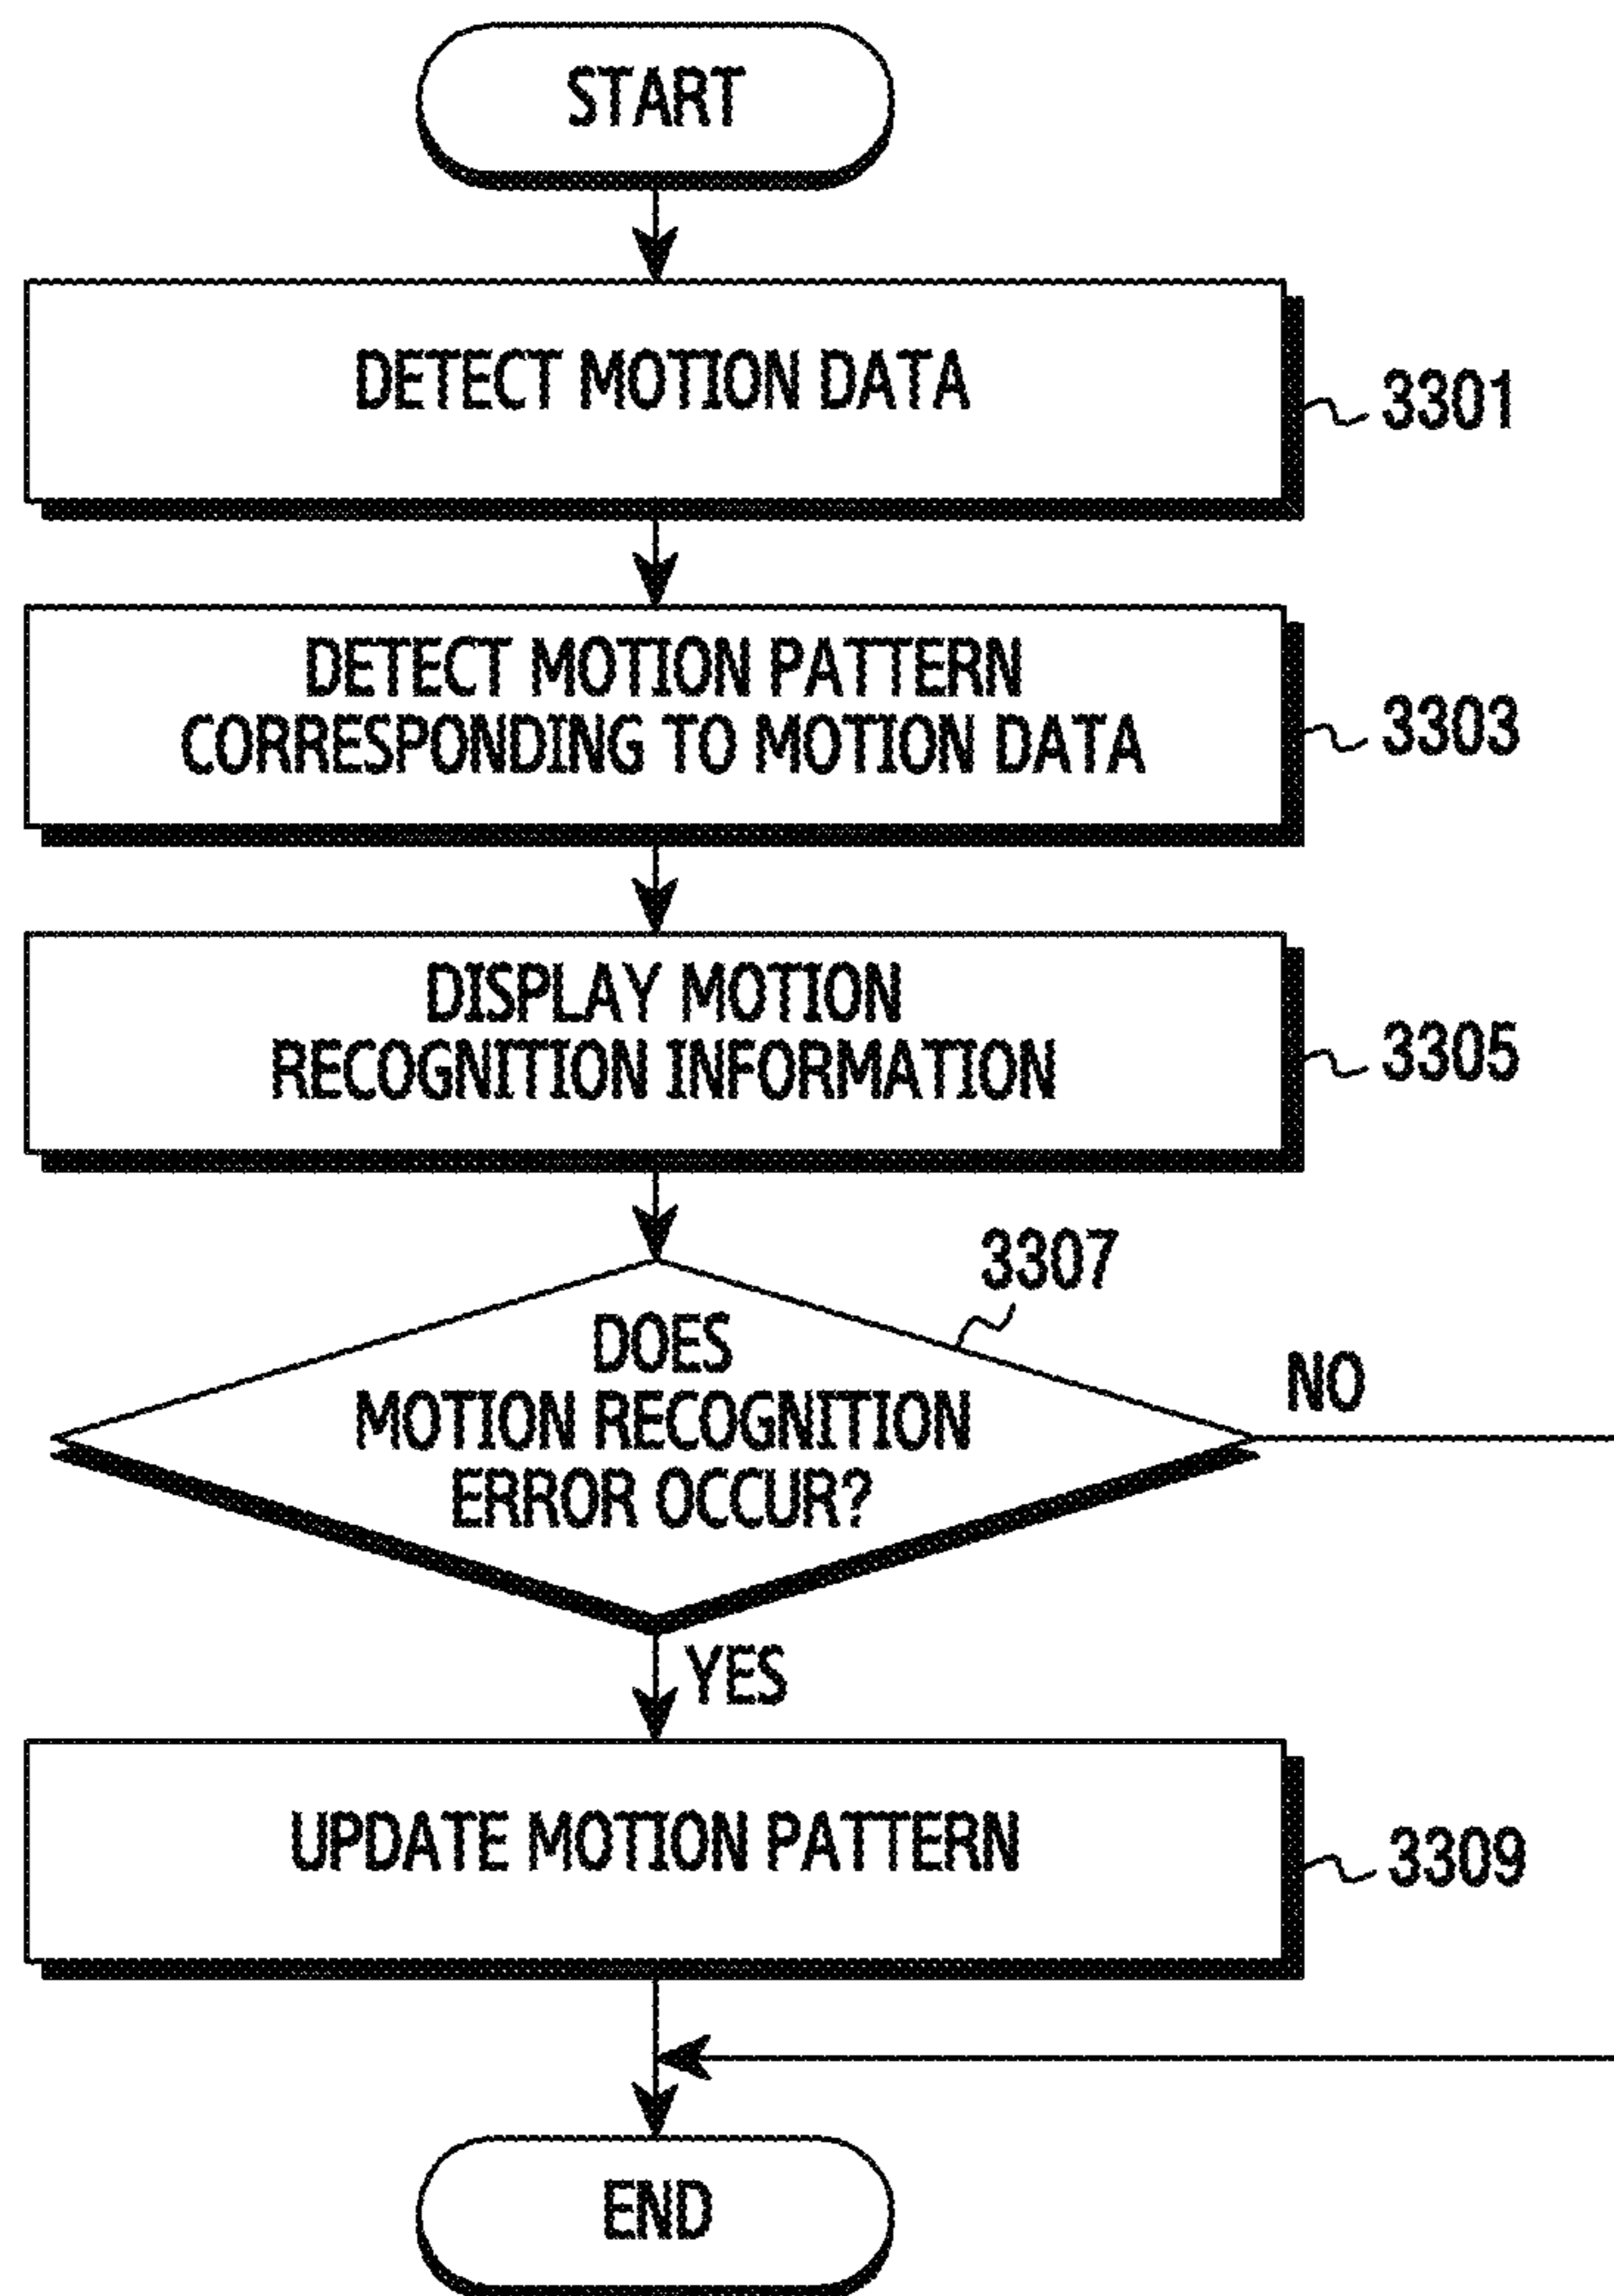 START
DETECT MOTION DATA
3301
DETECT MOTION PATTERN
CORRESPONDING TO MOTION DATA
3303
DISPLAY MOTION
RECOGNITION INFORMATION
3305
3307
DOES
MOTION RECOGNITION
ERROR OCCUR?
NO
YES
UPDATE MOTION PATTERN
3309
END